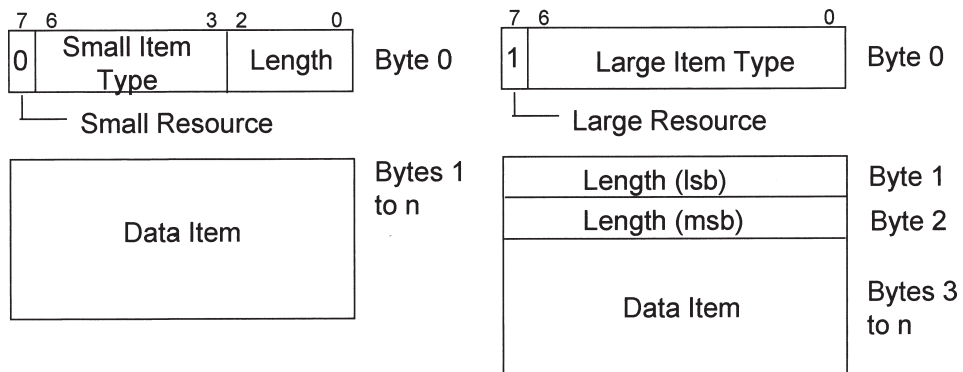 7 6 3 2 0
0 Small Item Type Length Byte 0
Small Resource
Data Item
Bytes 1
to n
7 6 0
1 Large Item Type Byte 0
Large Resource
Length (lsb) Byte 1
Length (msb) Byte 2
Data Item
Bytes 3
to n